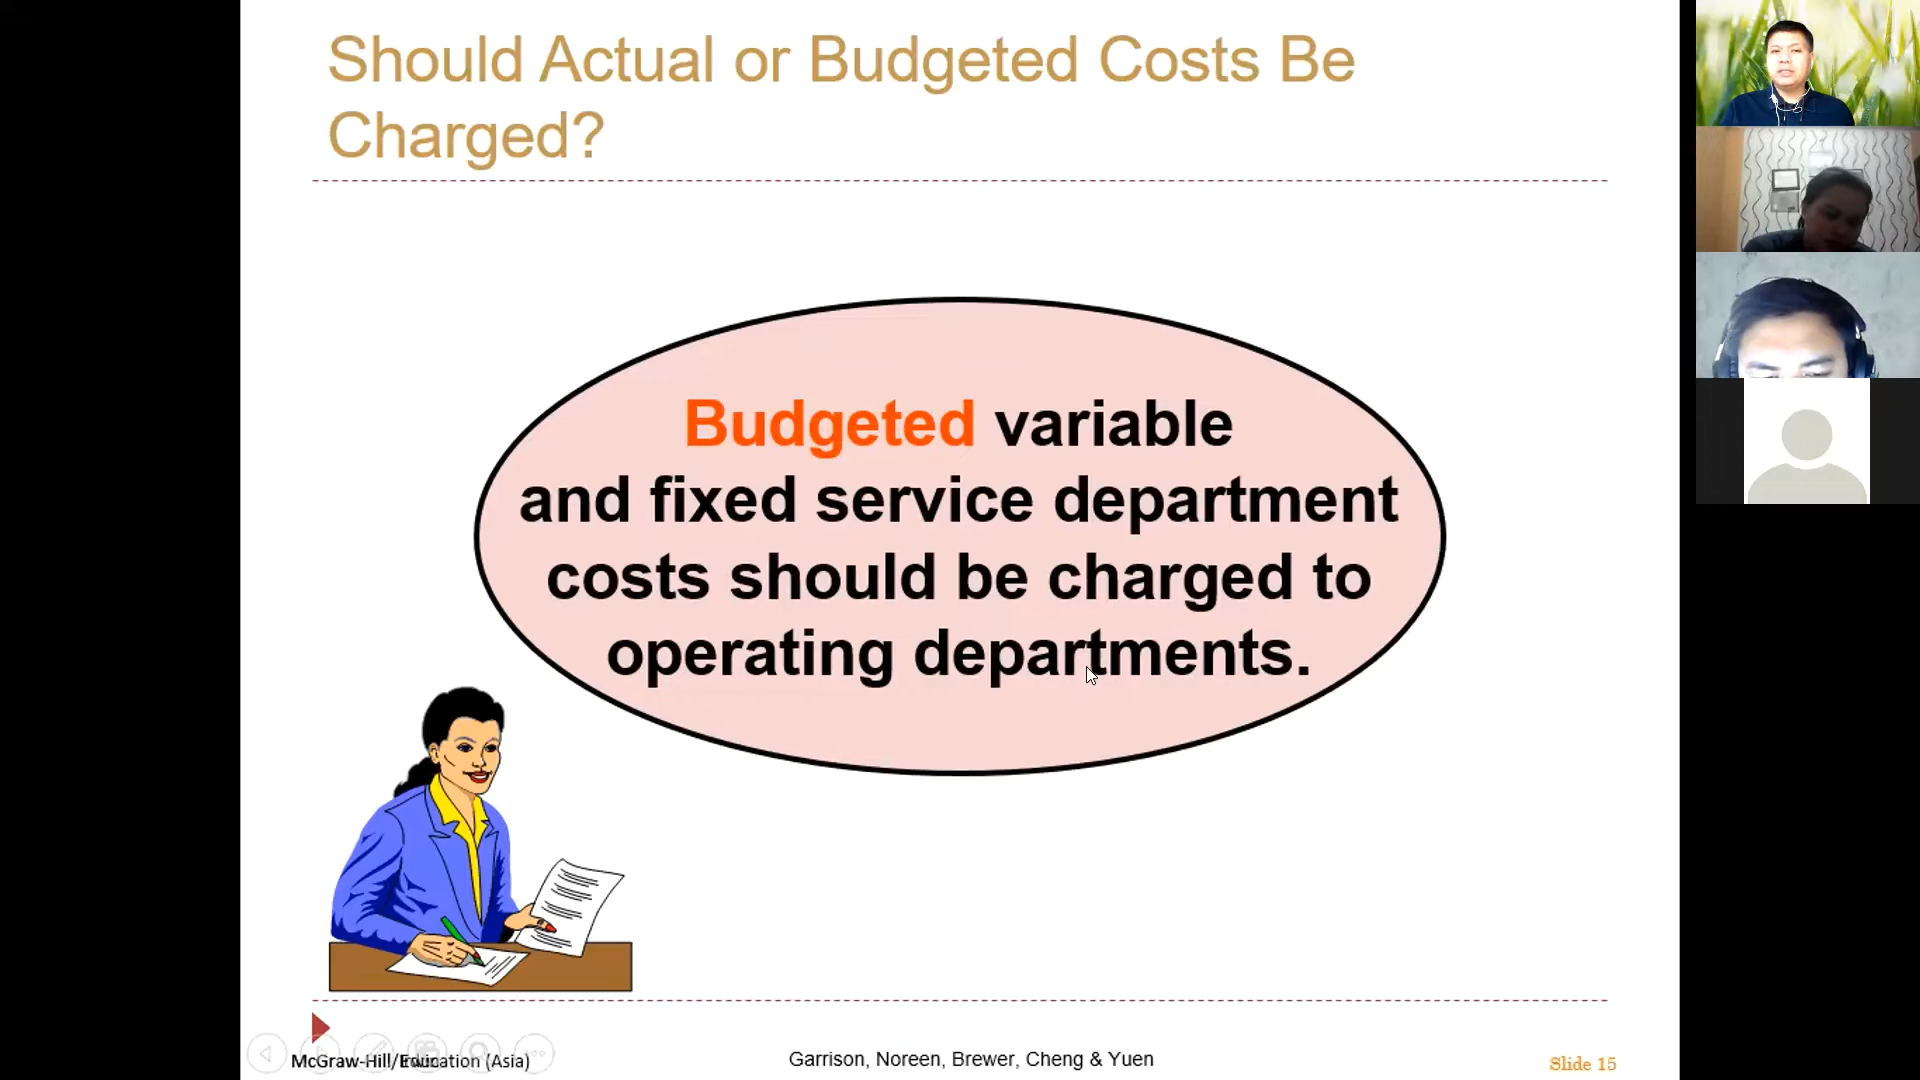 Should Actual or Budgeted Costs Be
Charged?
Budgeted variable
and fixed service department
costs should be charged to
operating departments.
McGraw-Hill/Education (Asia)
Garrison, Noreen, Brewer, Cheng & Yuen
Slide 15